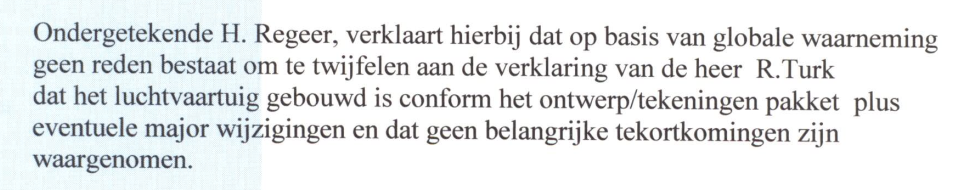 Ondergetekende H. Regeer, verklaart hierbij dat op basis van globale waarneming
geen reden bestaat om te twijfelen aan de verklaring van de heer  R.Turk
dat het luchtvaartuig gebouwd is conform het ontwerp/tekeningen pakket  plus
eventuele major wijzigingen en dat geen belangrijke tekortkomingen zijn
waargenomen.